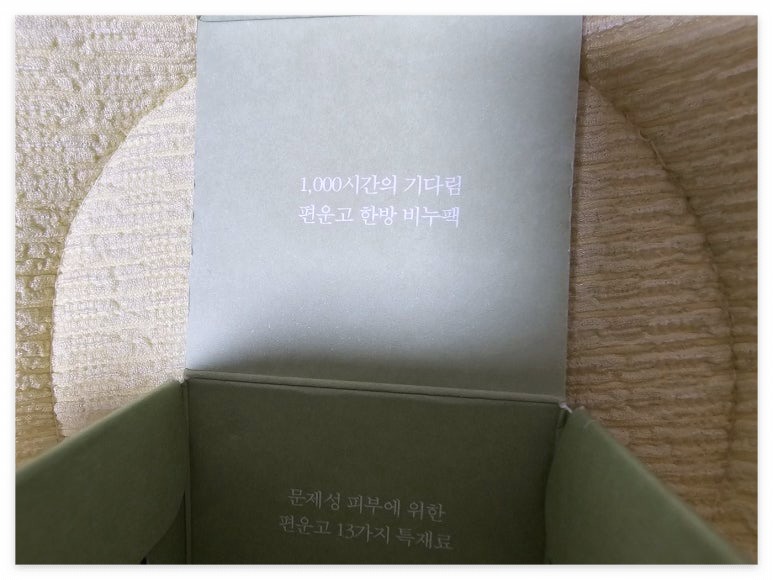 1,000시간의 기다림
편운고 한방 비누팩
문제성 피부에 위한
편운고 13가지 특재료